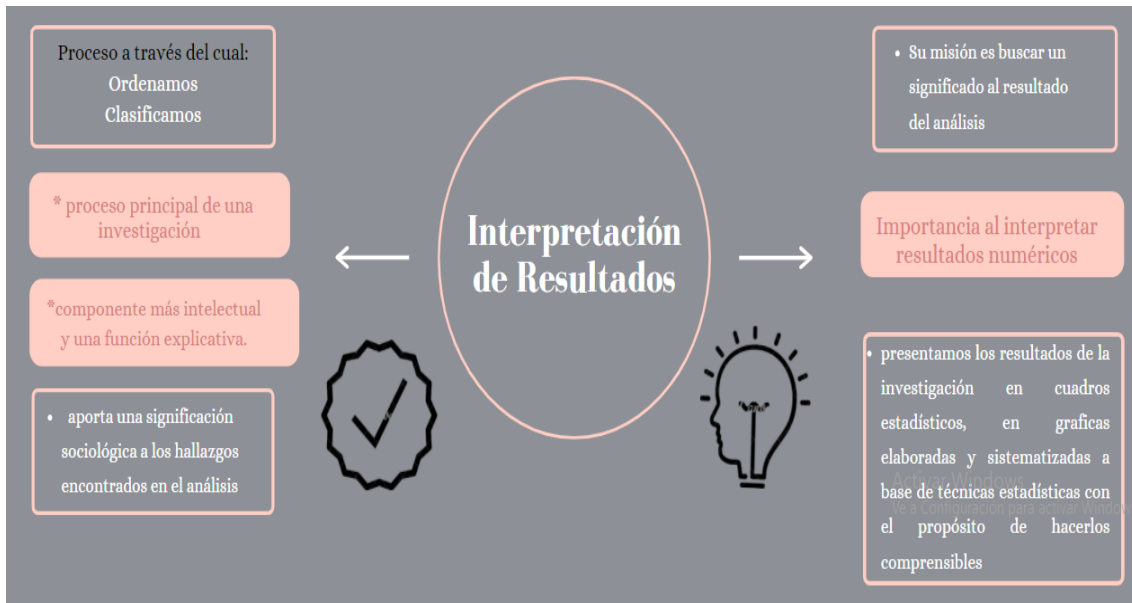 Proceso a través del cual:
Ordenamos
Clasificamos
* proceso principal de una
investigación
*componente más intelectual
y una función explicativa.
• aporta una significación
sociológica a los hallazgos
encontrados en el análisis
Interpretación
de Resultados
• Su misión es buscar un
significado al resultado
del análisis
Importancia al interpretar
resultados numéricos
• presentamos los resultados de la
investigación en cuadros
estadísticos, en graficas
elaboradas y sistematizadas a
base de técnicas estadísticas con
el propósito de hacerlos
comprensibles
Activar Windows
Ve a Configuración para activar Window